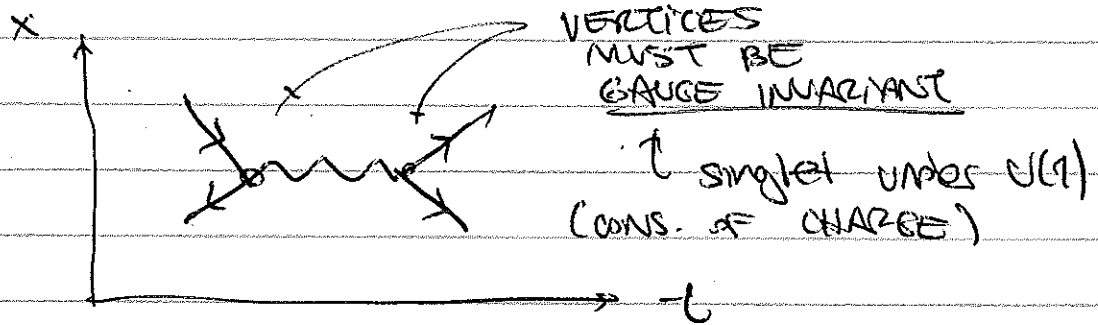 x
VERTICES
MUST BE
GAUGE INVARIANT
↑ singlet under U(1)
(CONS. OF CHARGE)
t